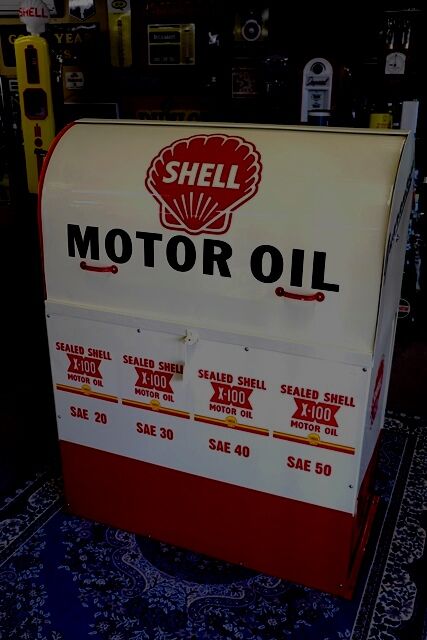 SHELL
SHELL
MOTOR OIL
SEALED SHELL
X-100
MOTOR OIL
SAE 20
SEALED SHELL
X-100
MOTOR OIL
SAE 30
SEALED SHELL
X-100
MOTOR OIL
SAE 40
SEALED SHELL
X-100
MOTOR OIL
SAE 50